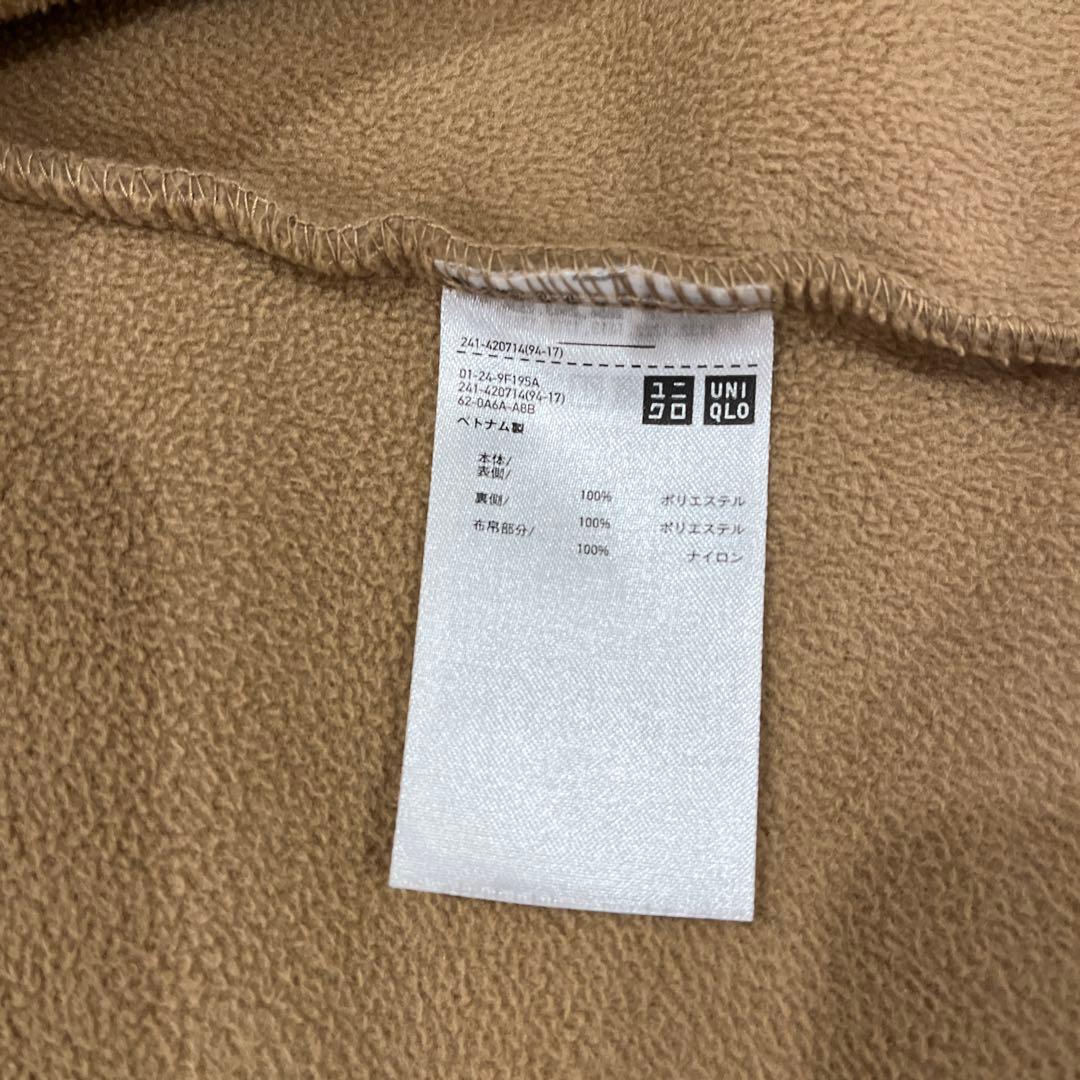 241-420714(94-17)
01-24-9F195A
241-420714(94-17)
62-0A6A-A8B
ベトナム製
ユニ
クロ
UNI
QLO
本体/
表側/
100% ポリエステル
裏側/
100% ポリエステル
布帛部分/
100% ナイロン